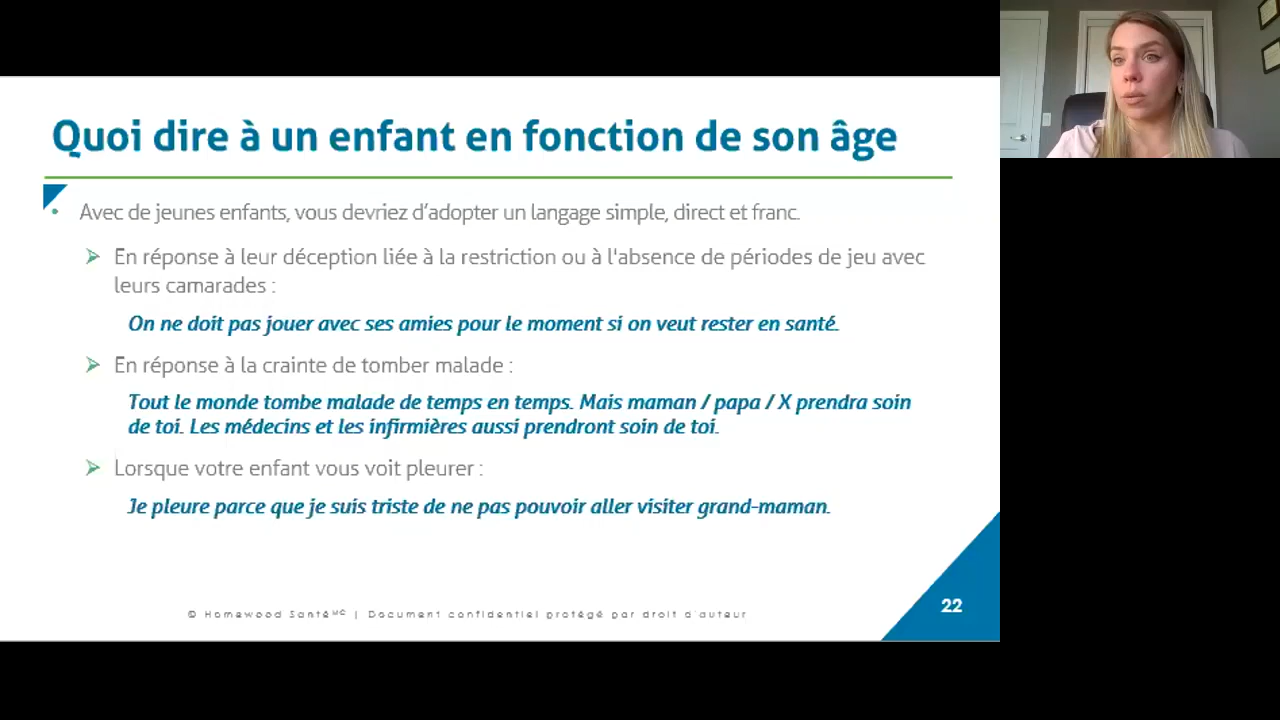 Quoi dire à un enfant en fonction de son âge
• Avec de jeunes enfants, vous devriez d'adopter un langage simple, direct et franc.
➢ En réponse à leur déception liée à la restriction ou à l'absence de périodes de jeu avec
leurs camarades :
On ne doit pas jouer avec ses amies pour le moment si on veut rester en santé.
➢ En réponse à la crainte de tomber malade :
Tout le monde tombe malade de temps en temps. Mais maman / papa / X prendra soin
de toi. Les médecins et les infirmières aussi prendront soin de toi.
➢ Lorsque votre enfant vous voit pleurer :
Je pleure parce que je suis triste de ne pas pouvoir aller visiter grand-maman.
© Homewood Santé MC | Document confidentiel protégé par droit d'auteur
22